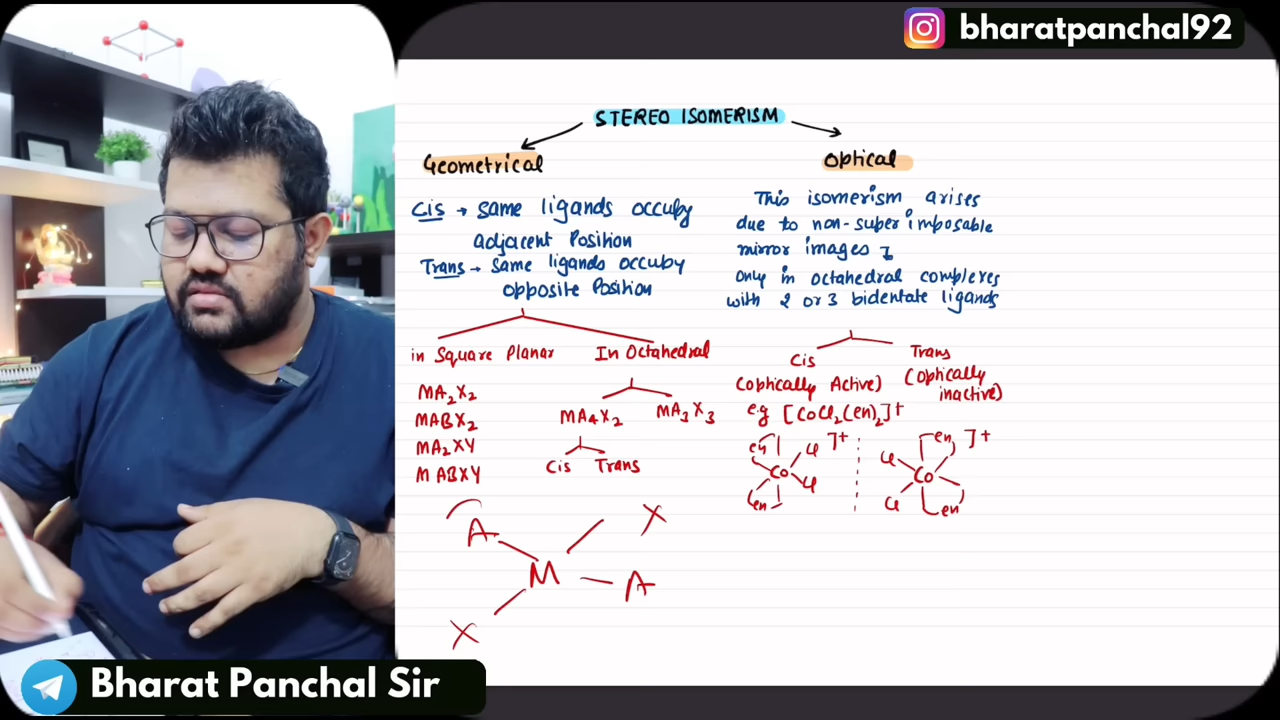 bharatpanchal92
STEREO ISOMERISM
Geometrical
Cis → same ligands occupy
adjacent Position
Trans → same ligands occupy
opposite Position
in Square Planar
MA₂X₂
MABX₂
MA₂XY
MABXY
In Octahedral
MA₄X₂
MA₃X₃
Cis
Trans
A
X
M
A
X
Optical
This isomerism arises
due to non-superimposable
mirror images
only in octahedral complexes
with 2 or 3 bidentate ligands
Cis
(optically Active)
Trans
(optically
inactive)
e.g [CoCl₂(en)₂]+
en
Cl
]+
Co
Cl
en
en
]+
Cl
Co
Cl
en
Bharat Panchal Sir